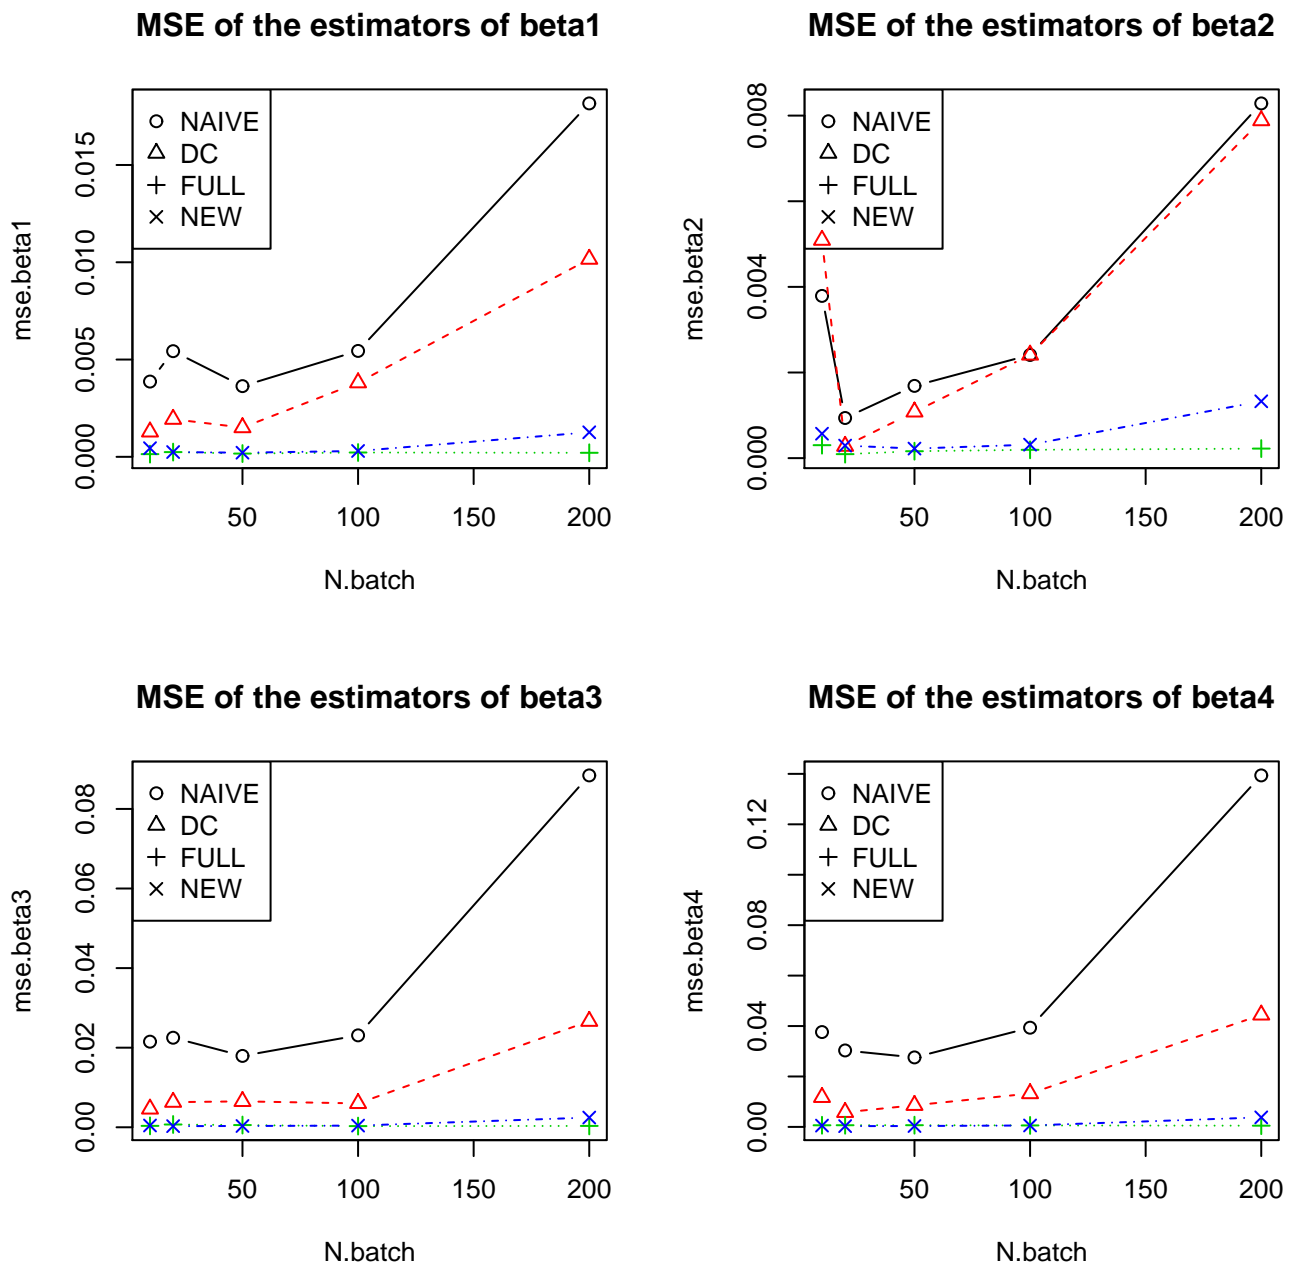 MSE of the estimators of beta1
mse.beta1
0.015
0.010
0.005
0.000
NAIVE
DC
FULL
NEW
50
100
150
200
N.batch
MSE of the estimators of beta2
mse.beta2
0.008
0.004
0.000
NAIVE
DC
FULL
NEW
50
100
150
200
N.batch
MSE of the estimators of beta3
mse.beta3
0.08
0.06
0.04
0.02
0.00
NAIVE
DC
FULL
NEW
50
100
150
200
N.batch
MSE of the estimators of beta4
mse.beta4
0.12
0.08
0.04
0.00
NAIVE
DC
FULL
NEW
50
100
150
200
N.batch